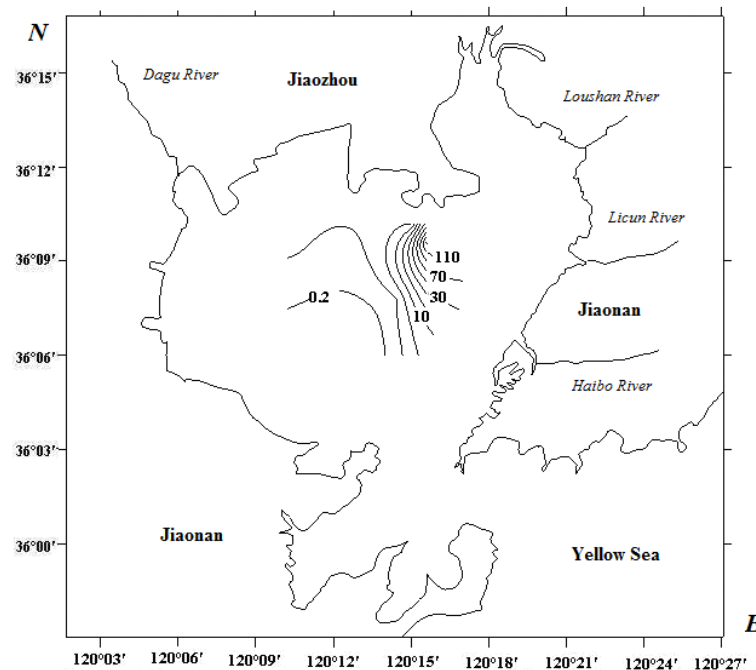 N
36°15′
Dagu River
Jiaozhou
Loushan River
36°12′
Licun River
36°09′
110
70
0.2
30
Jiaonan
10
36°06′
Haibo River
36°03′
36°00′
Jiaonan
Yellow Sea
E
120°03′ 120°06′ 120°09′ 120°12′ 120°15′ 120°18′ 120°21′ 120°24′ 120°27′